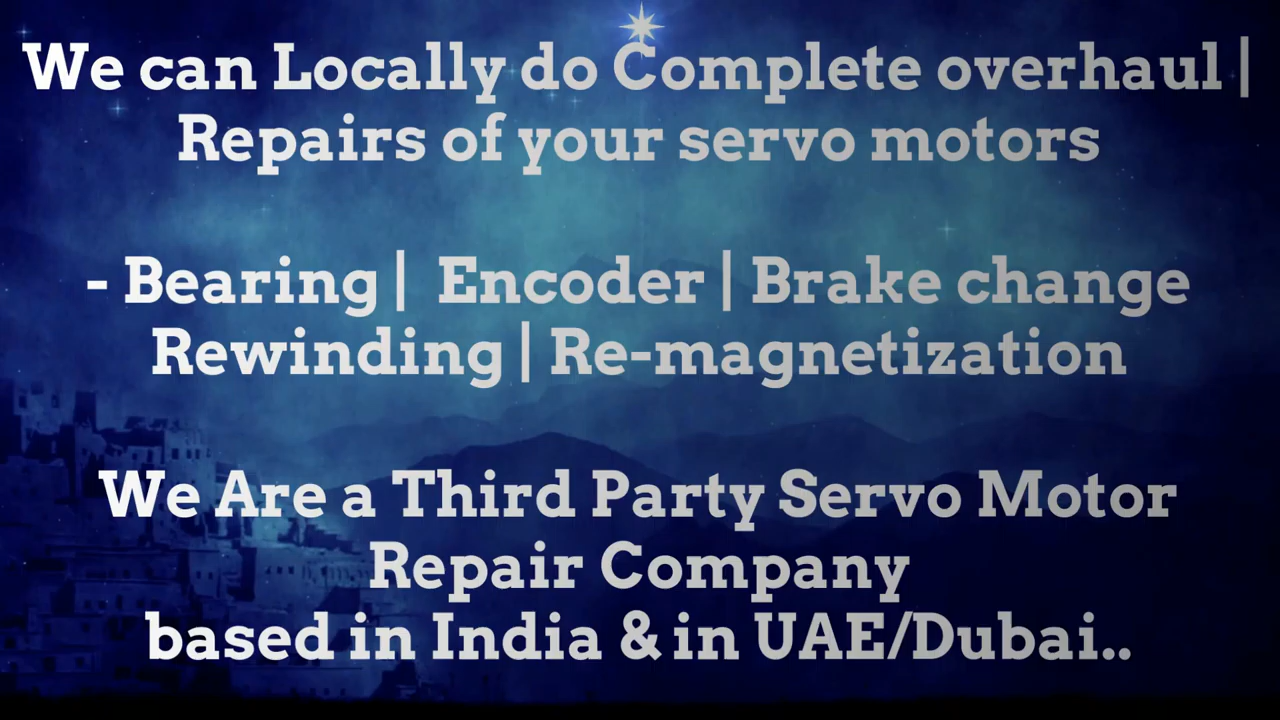 We can Locally do Complete overhaul |
Repairs of your servo motors
- Bearing | Encoder | Brake change
Rewinding | Re-magnetization
We Are a Third Party Servo Motor
Repair Company
based in India & in UAE/Dubai..